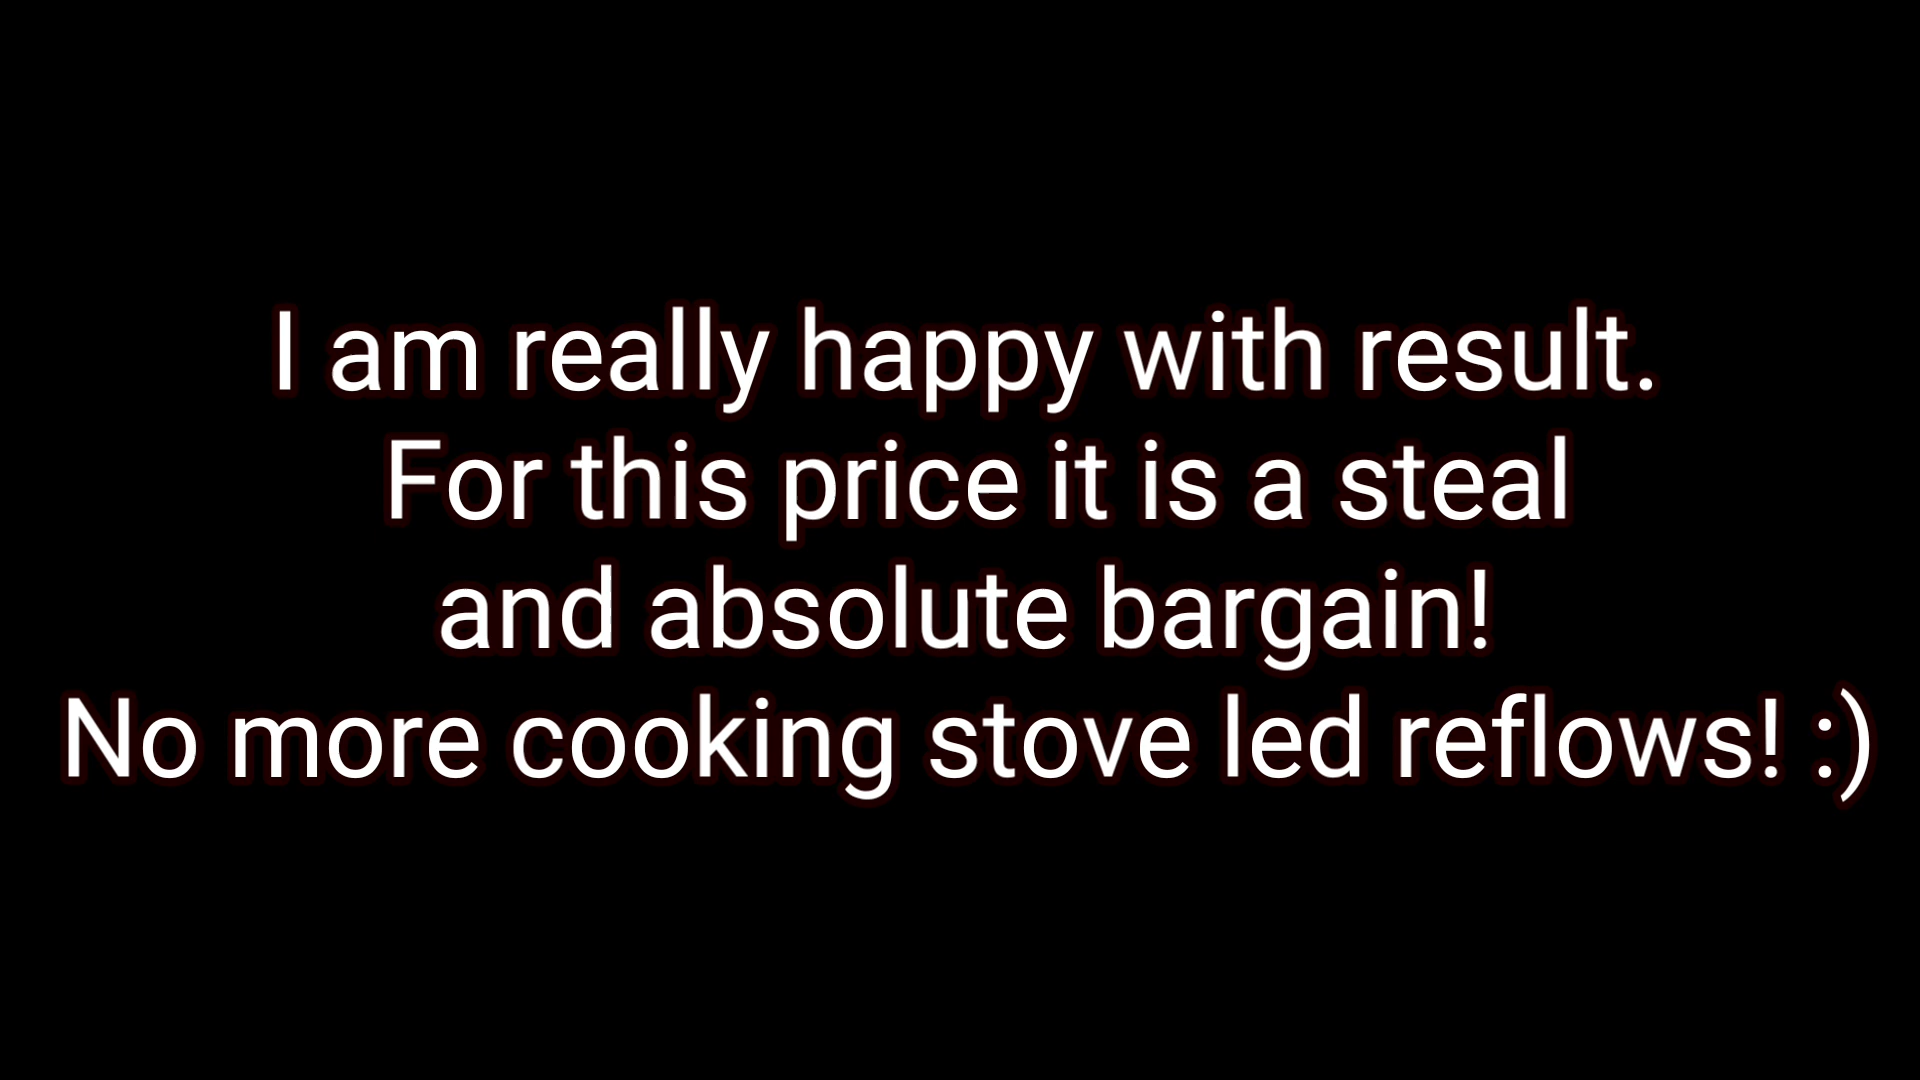 I am really happy with result.
For this price it is a steal
and absolute bargain!
No more cooking stove led reflows! :)